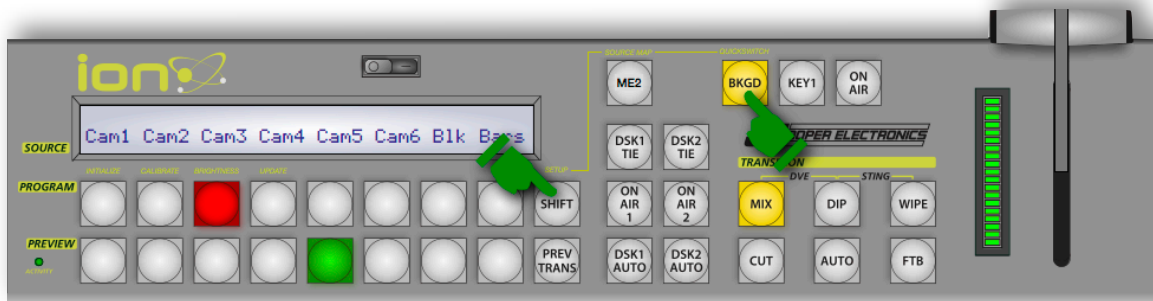 SOURCE MAP
QUICKSWITCH
ion
ME2
BKGD
KEY1
ON AIR
Cam1 Cam2 Cam3 Cam4 Cam5 Cam6 Blk Bars
SOURCE
DSK1 TIE
DSK2 TIE
OPER ELECTRONICS
TRANSITION
INITIALIZE
CALIBRATE
BRIGHTNESS
UPDATE
SETUP
DVE
STING
PROGRAM
SHIFT
ON AIR 1
ON AIR 2
MIX
DIP
WIPE
PREVIEW
PREV TRANS
DSK1 AUTO
DSK2 AUTO
CUT
AUTO
FTB
ACTIVITY